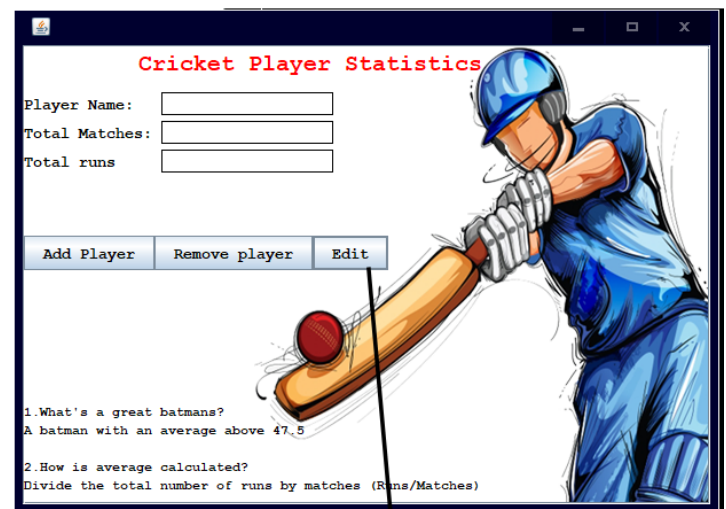 Cricket Player Statistics
Player Name:
Total Matches:
Total runs
Add Player Remove player Edit
1.What's a great batmans?
A batman with an average above 47.5
2.How is average calculated?
Divide the total number of runs by matches (Runs/Matches)